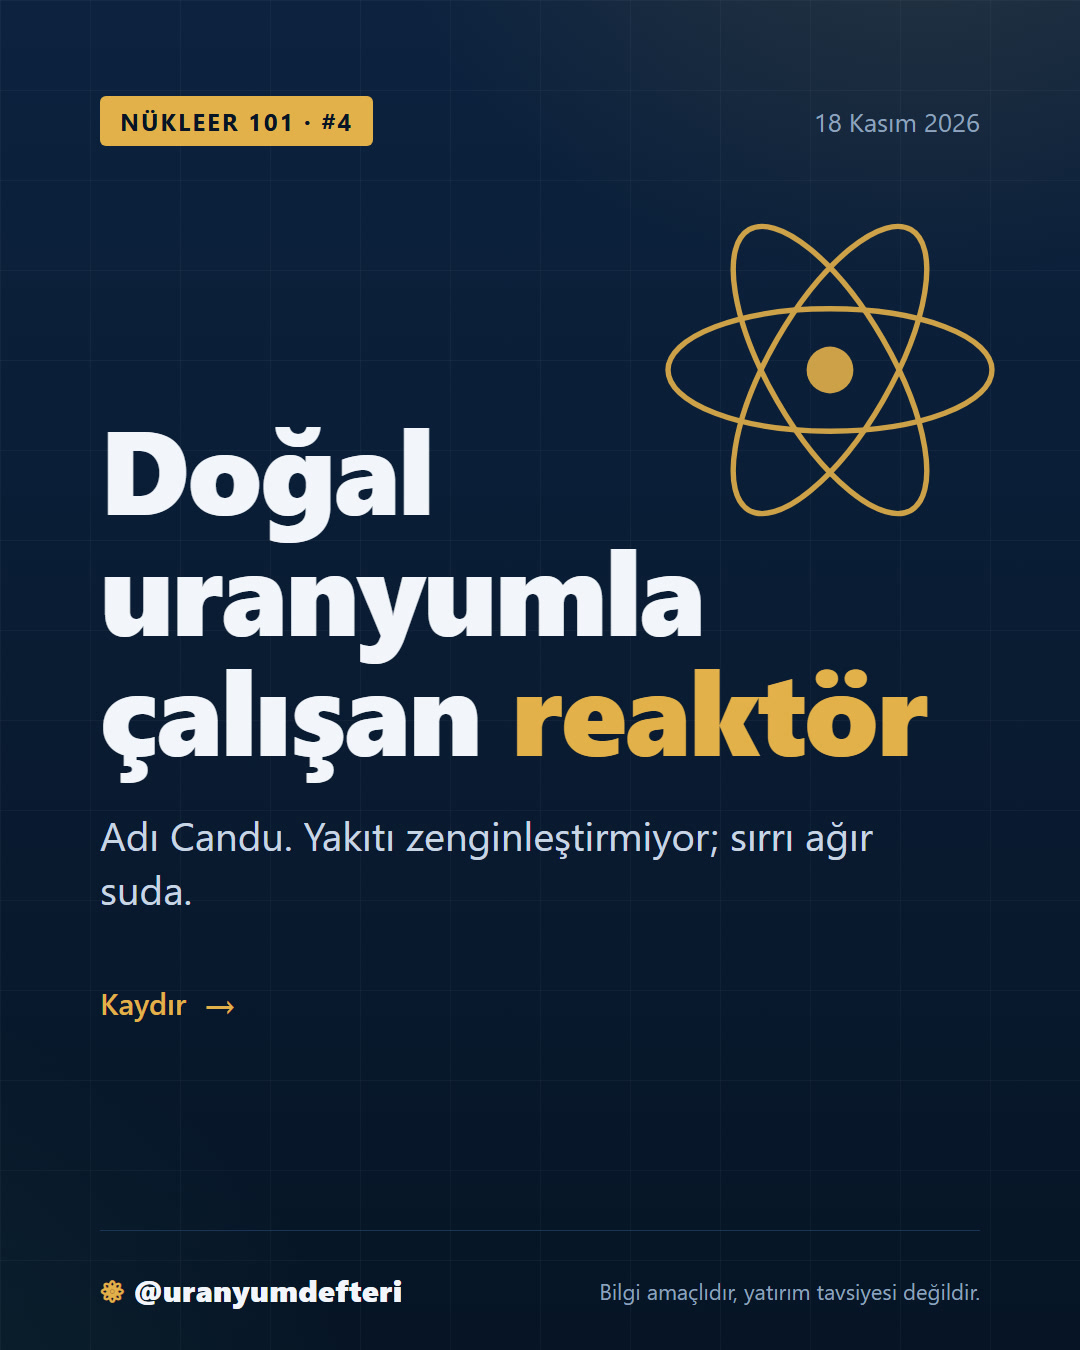 NÜKLEER 101 · #4
18 Kasım 2026
Doğal
uranyumla
çalışan reaktör
Adı Candu. Yakıtı zenginleştirmiyor; sırrı ağır
suda.
Kaydır →
@uranyumdefteri
Bilgi amaçlıdır, yatırım tavsiyesi değildir.